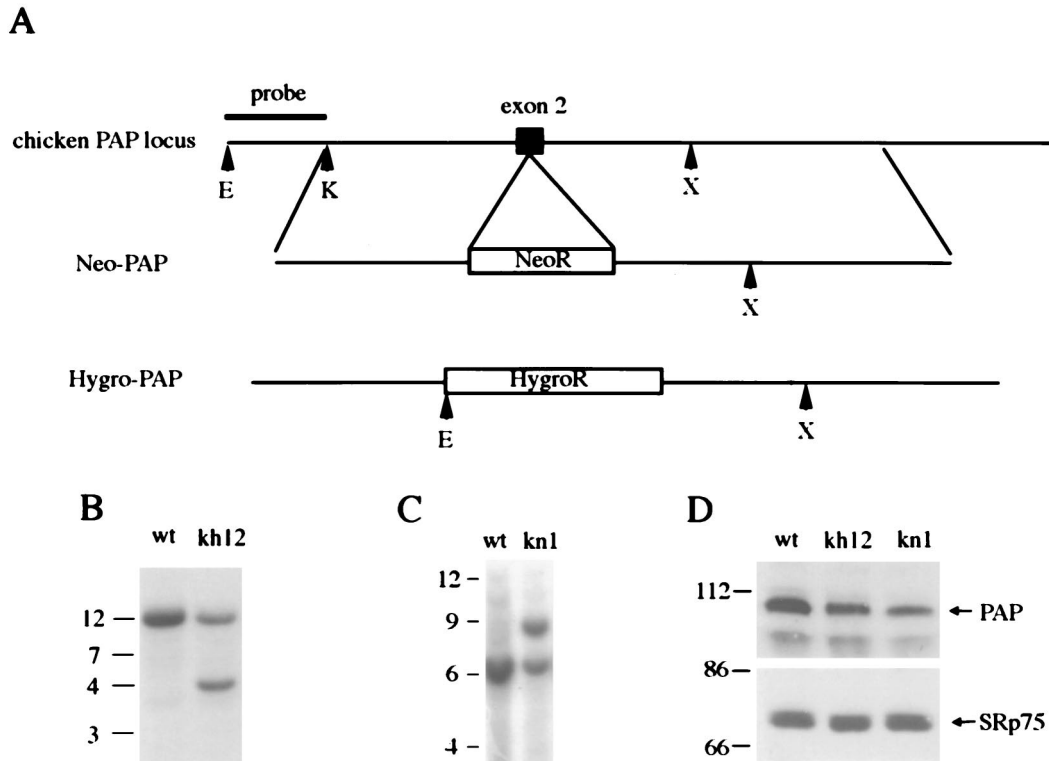 A
probe
exon 2
chicken PAP locus
E
K
X
Neo-PAP
NeoR
X
Hygro-PAP
HygroR
E
X
B
wt kh12
12
7
4
3
C
wt kn1
12
9
6
4
D
wt kh12 kn1
112
PAP
86
SRp75
66